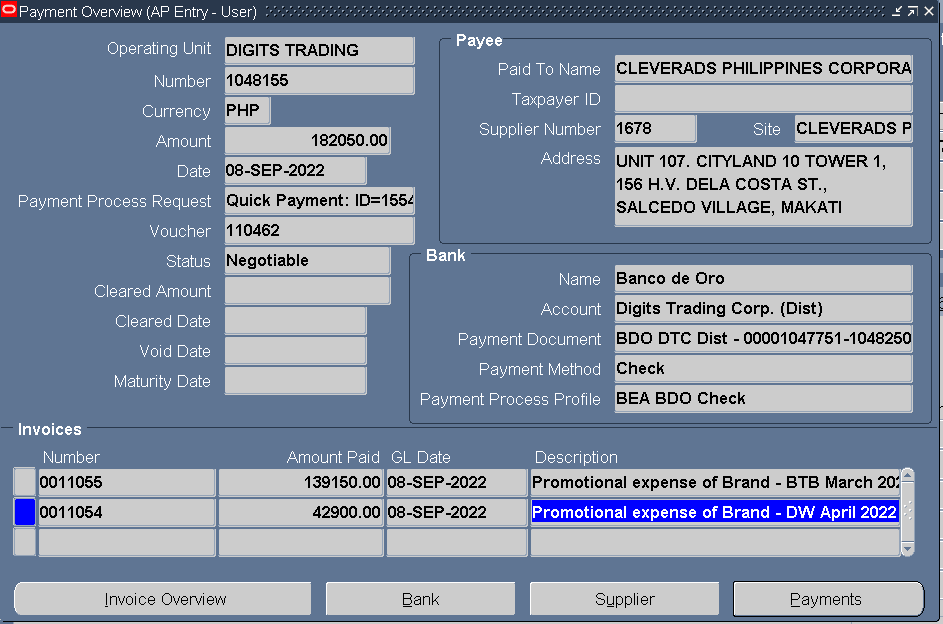 Payment Overview (AP Entry - User)
Operating Unit DIGITS TRADING
Number 1048155
Currency PHP
Amount 182050.00
Date 08-SEP-2022
Payment Process Request Quick Payment: ID=1554
Voucher 110462
Status Negotiable
Cleared Amount
Cleared Date
Void Date
Maturity Date
Payee
Paid To Name CLEVERADS PHILIPPINES CORPORA
Taxpayer ID
Supplier Number 1678 Site CLEVERADS P
Address UNIT 107. CITYLAND 10 TOWER 1,
156 H.V. DELA COSTA ST.,
SALCEDO VILLAGE, MAKATI
Bank
Name Banco de Oro
Account Digits Trading Corp. (Dist)
Payment Document BDO DTC Dist - 00001047751-1048250
Payment Method Check
Payment Process Profile BEA BDO Check
Invoices
Number Amount Paid GL Date Description
0011055 139150.00 08-SEP-2022 Promotional expense of Brand - BTB March 202
0011054 42900.00 08-SEP-2022 Promotional expense of Brand - DW April 2022
Invoice Overview Bank Supplier Payments